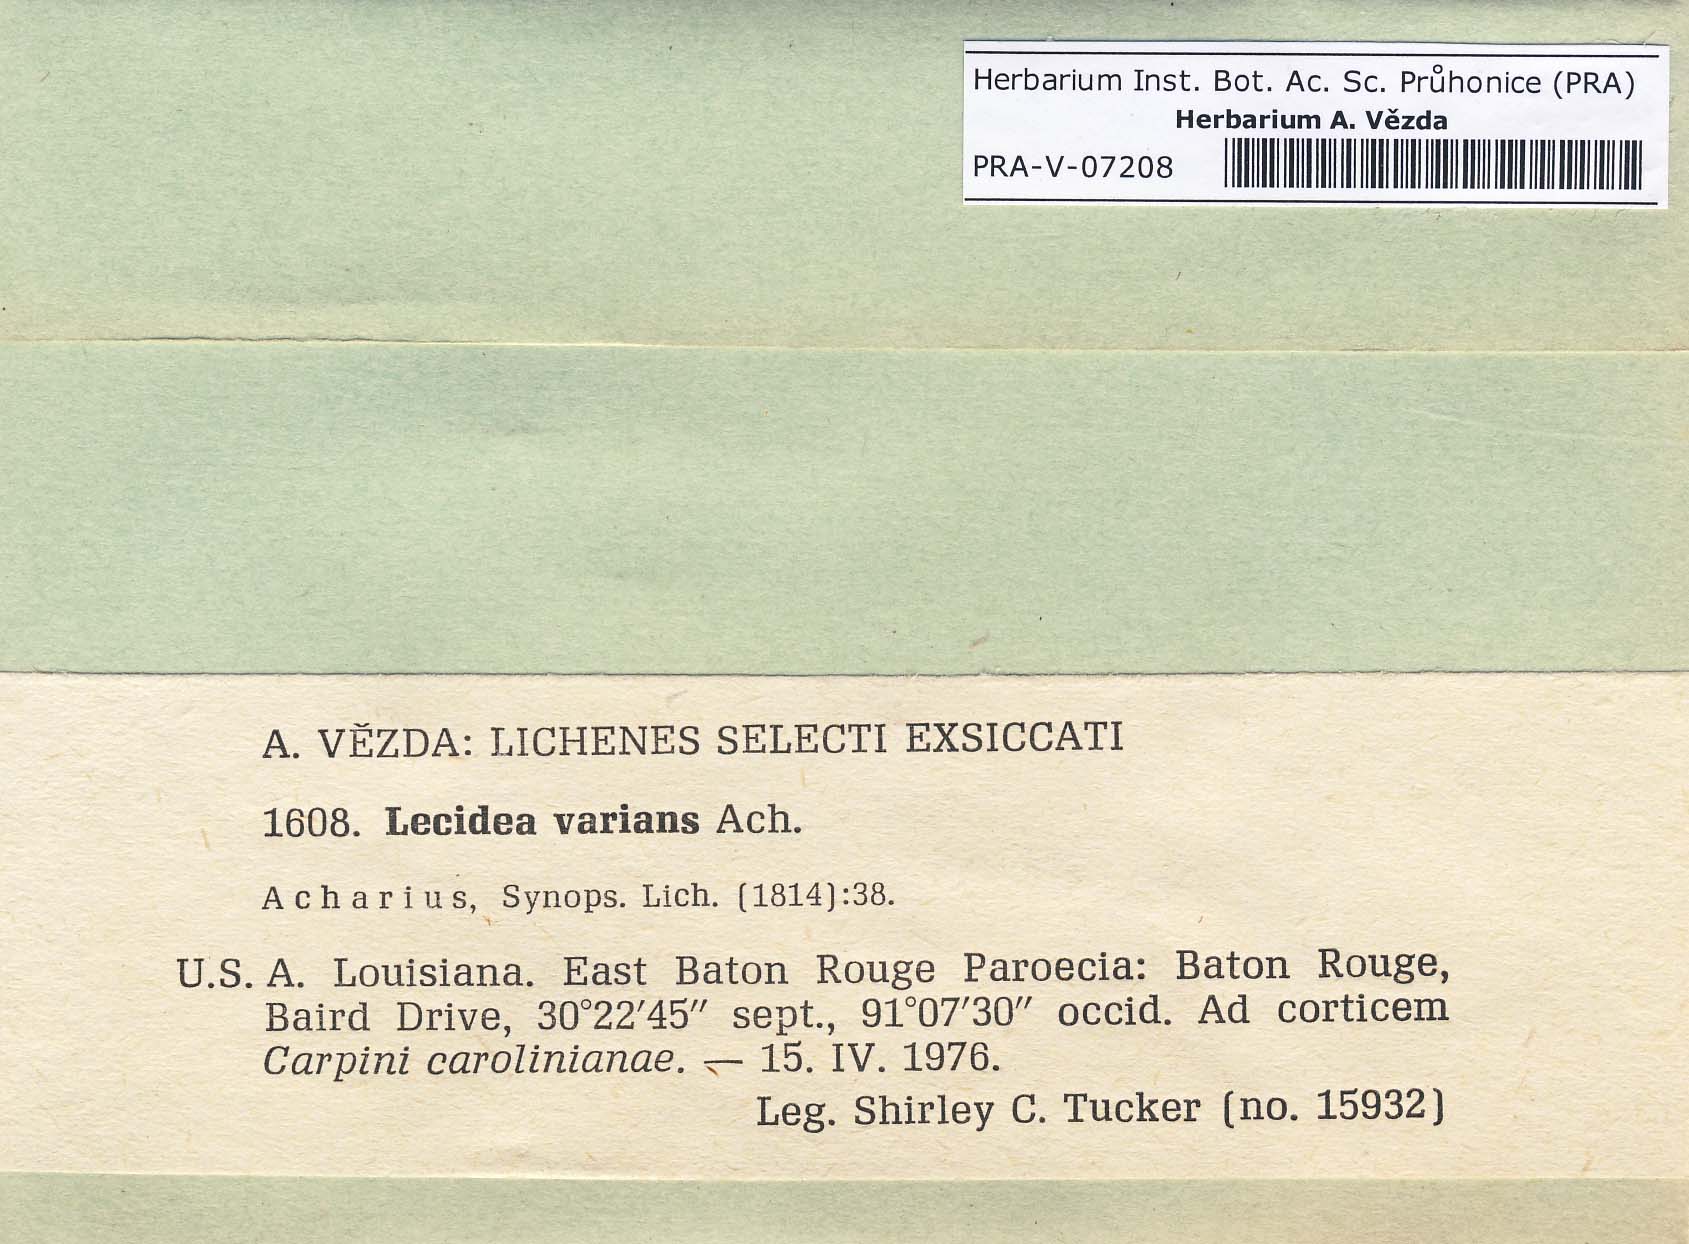 Herbarium Inst. Bot. Ac. Sc. Průhonice (PRA)
Herbarium A. Vězda
PRA-V-07208
A. VĚZDA: LICHENES SELECTI EXSICCATI
1608. Lecidea varians Ach.
Acharius, Synops. Lich. (1814):38.
U.S. A. Louisiana. East Baton Rouge Paroecia: Baton Rouge,
Baird Drive, 30°22′45″ sept., 91°07′30″ occid. Ad corticem
Carpini carolinianae. — 15. IV. 1976.
Leg. Shirley C. Tucker (no. 15932)